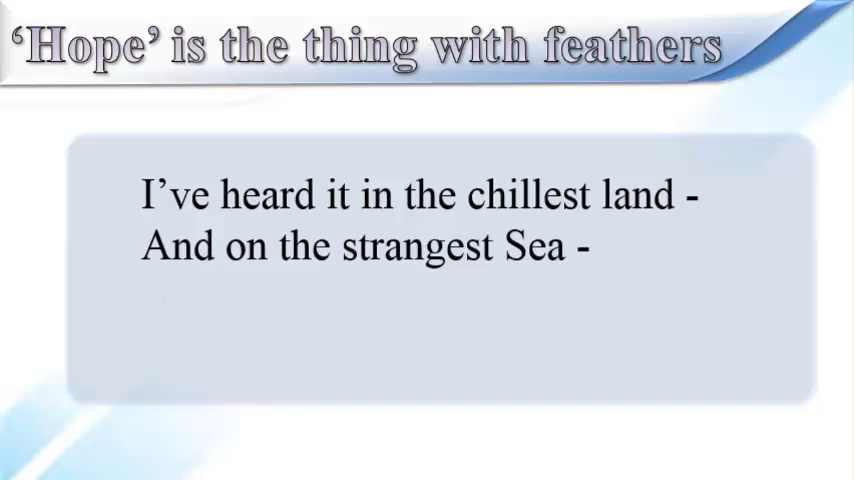 ‘Hope’ is the thing with feathers
I’ve heard it in the chillest land -
And on the strangest Sea -